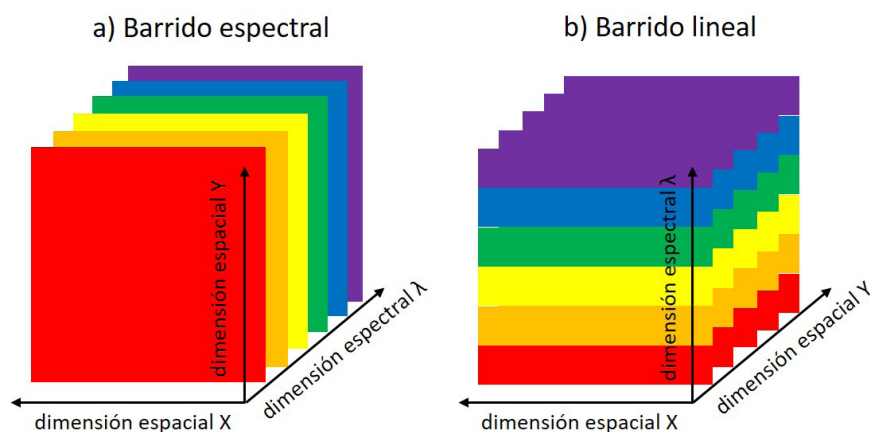 a) Barrido espectral
b) Barrido lineal
dimensión espacial Y
dimensión espectral λ
dimensión espacial X
dimensión espectral λ
dimensión espacial Y
dimensión espacial X